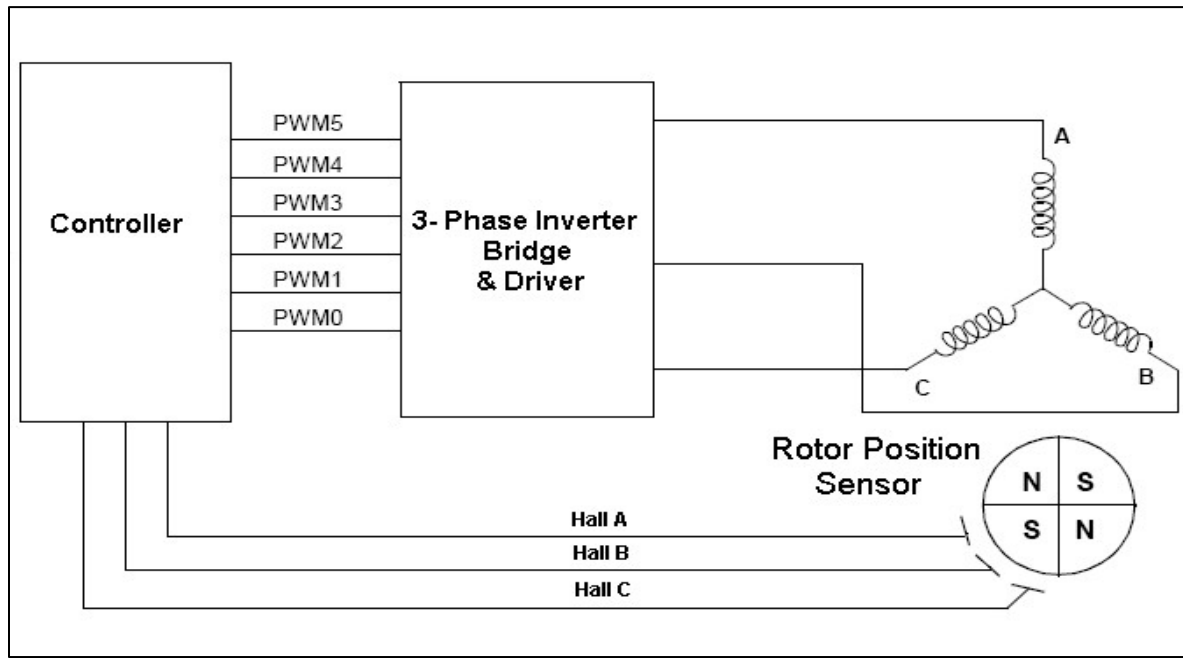 PWM5
PWM4
PWM3
PWM2
PWM1
PWM0
Controller
3- Phase Inverter
Bridge
& Driver
A
B
C
Rotor Position
Sensor
N S
S N
Hall A
Hall B
Hall C